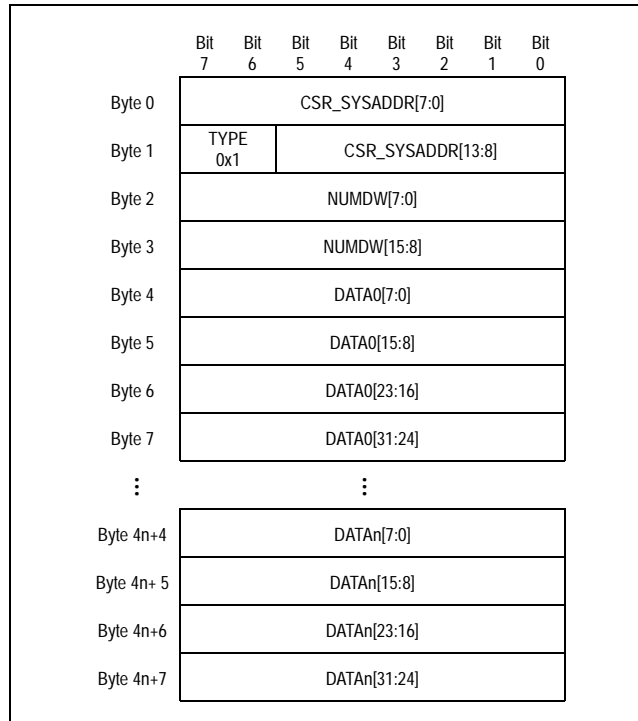 Bit Bit Bit Bit Bit Bit Bit Bit
7 6 5 4 3 2 1 0
Byte 0 CSR_SYSADDR[7:0]
Byte 1 TYPE 0x1 CSR_SYSADDR[13:8]
Byte 2 NUMDW[7:0]
Byte 3 NUMDW[15:8]
Byte 4 DATA0[7:0]
Byte 5 DATA0[15:8]
Byte 6 DATA0[23:16]
Byte 7 DATA0[31:24]
⋮ ⋮
Byte 4n+4 DATAn[7:0]
Byte 4n+ 5 DATAn[15:8]
Byte 4n+6 DATAn[23:16]
Byte 4n+7 DATAn[31:24]